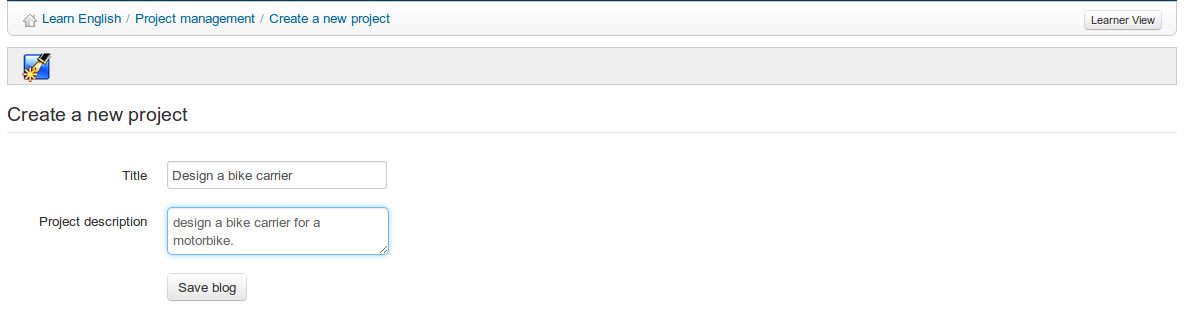 Learn English / Project management / Create a new project
Learner View
Create a new project
Title
Design a bike carrier
Project description
design a bike carrier for a
motorbike.
Save blog